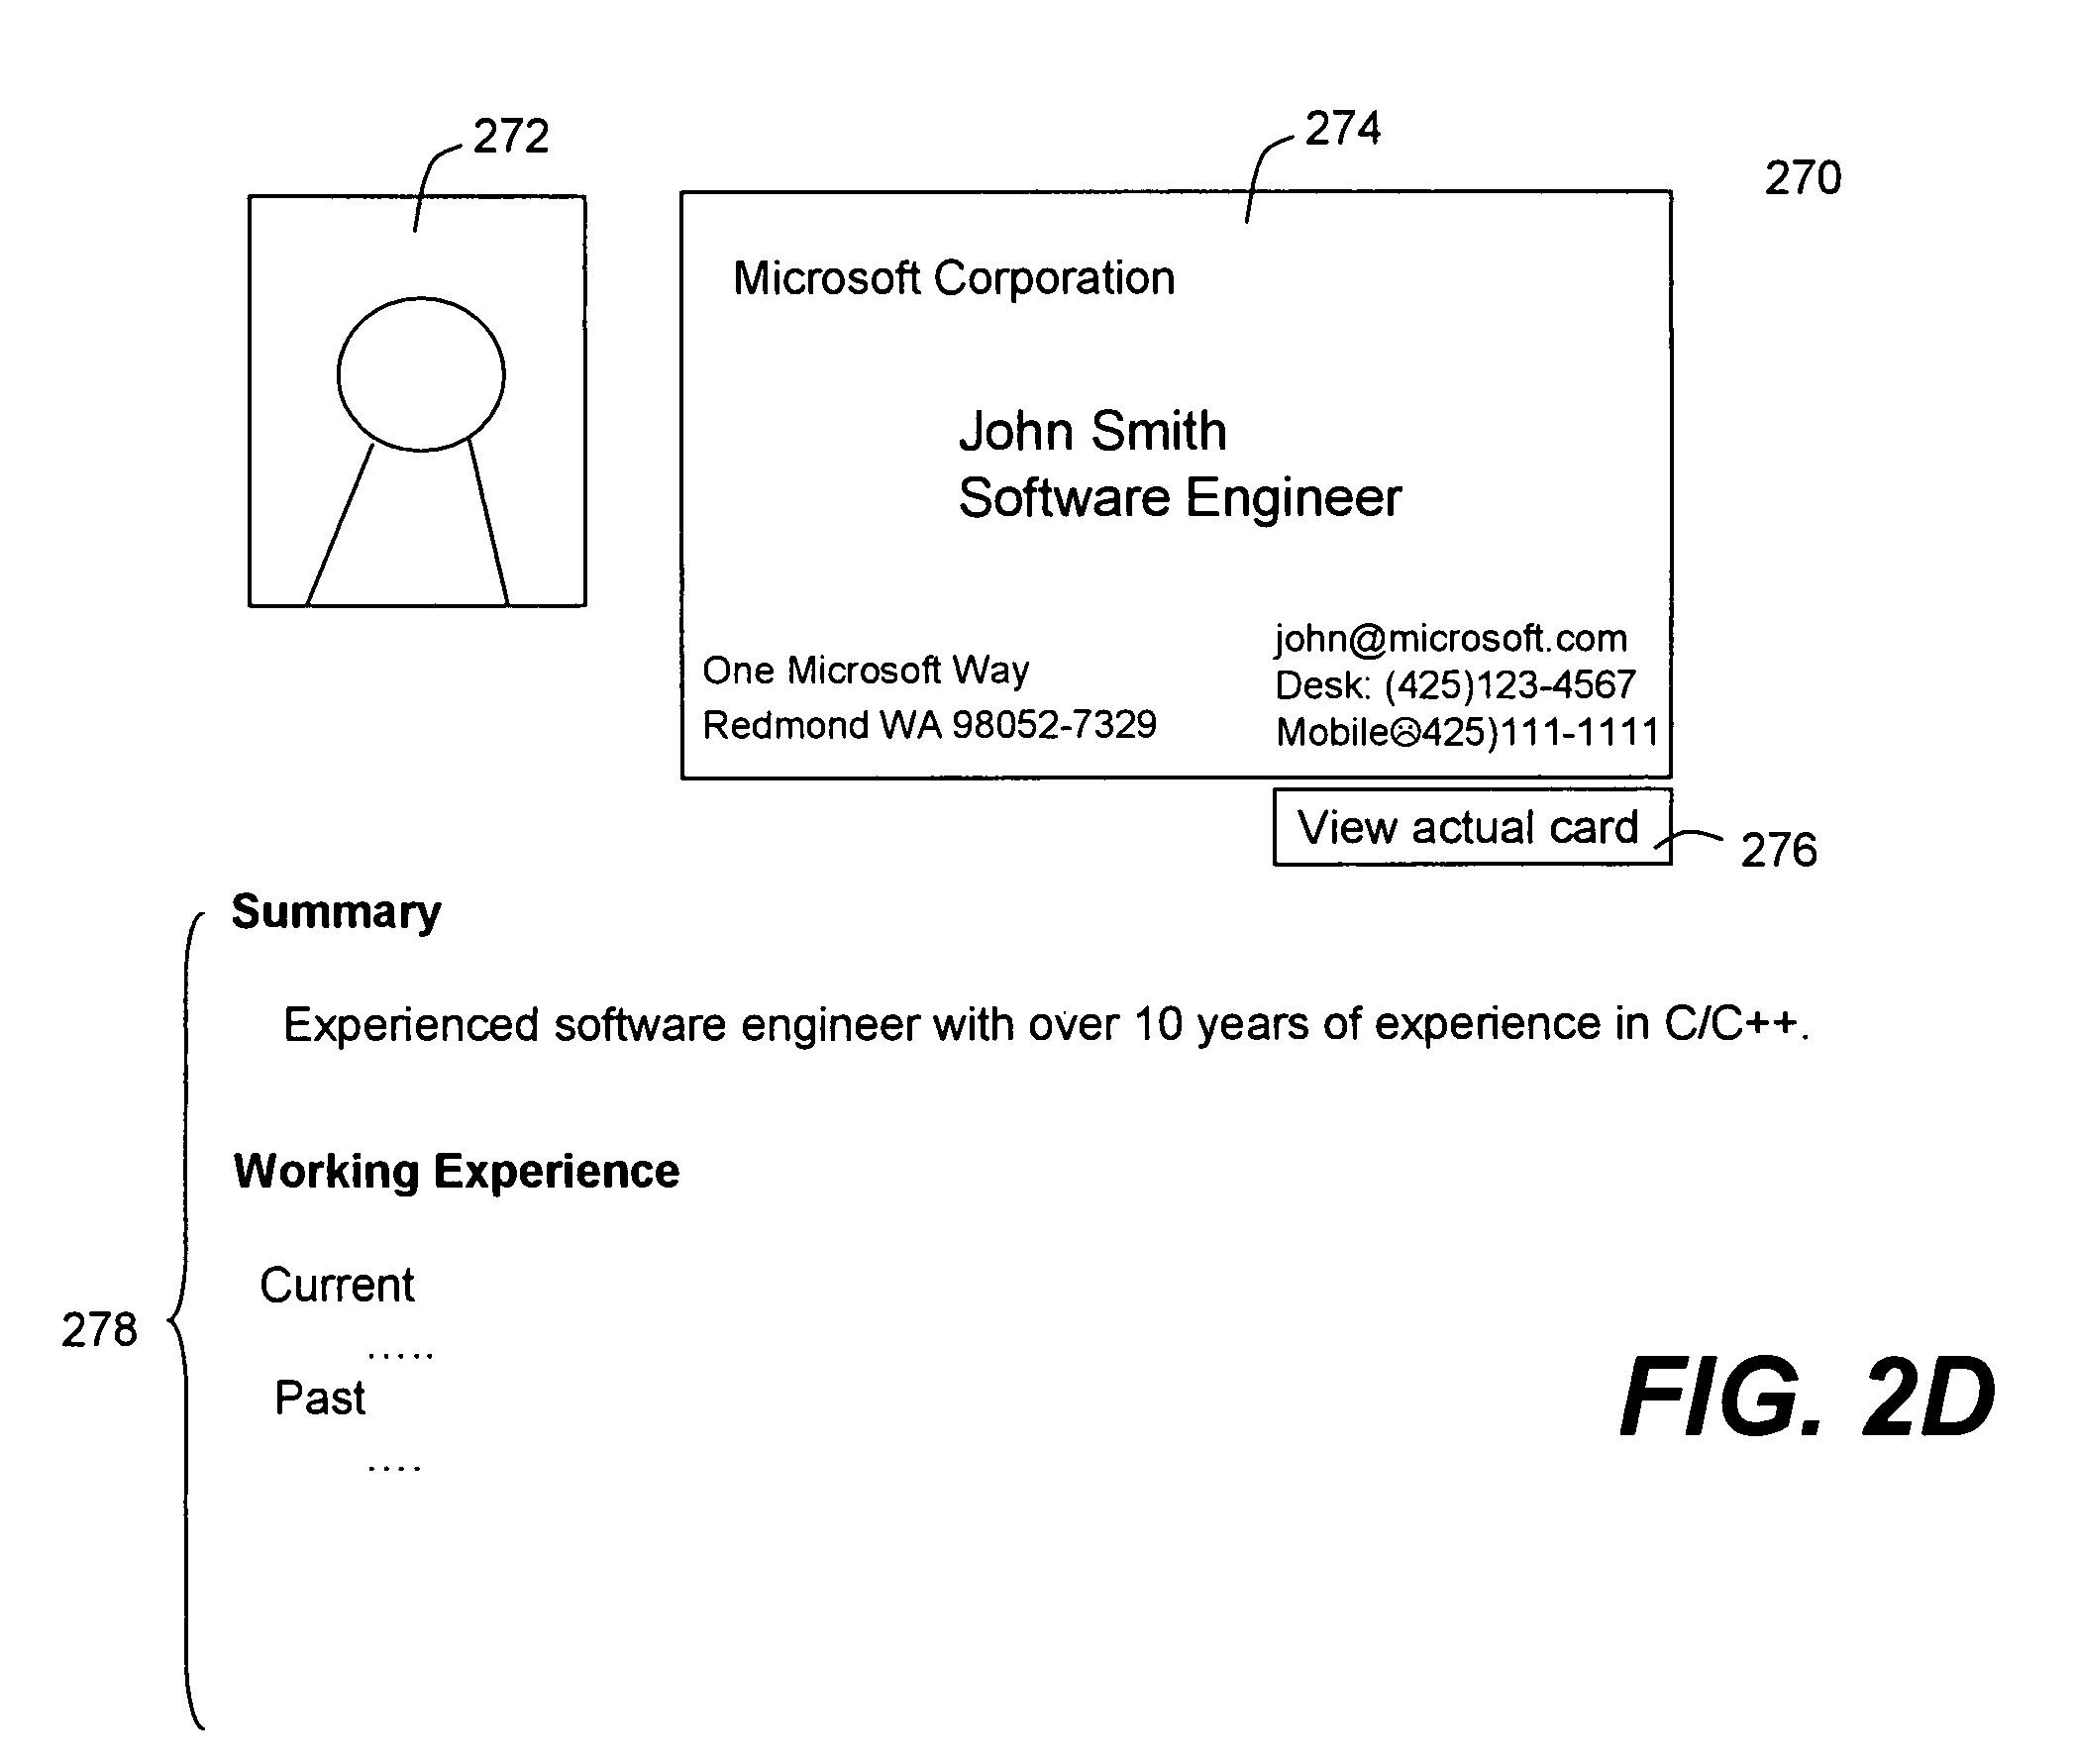 272
274
270
Microsoft Corporation
John Smith
Software Engineer
john@microsoft.com
One Microsoft Way
Desk: (425)123-4567
Redmond WA 98052-7329
Mobile☹425)111-1111
View actual card
276
Summary
Experienced software engineer with over 10 years of experience in C/C++.
Working Experience
Current
.....
278
Past
....
FIG. 2D